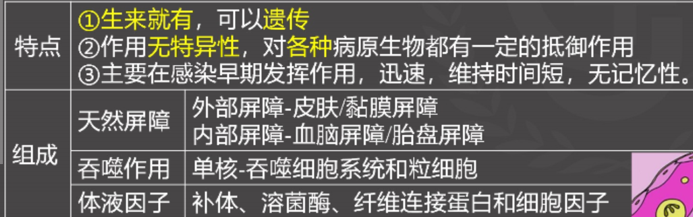 特点
①生来就有，可以遗传
②作用无特异性，对各种病原生物都有一定的抵御作用
③主要在感染早期发挥作用，迅速，维持时间短，无记忆性。
组成
天然屏障
外部屏障-皮肤/黏膜屏障
内部屏障-血脑屏障/胎盘屏障
吞噬作用
单核-吞噬细胞系统和粒细胞
体液因子
补体、溶菌酶、纤维连接蛋白和细胞因子